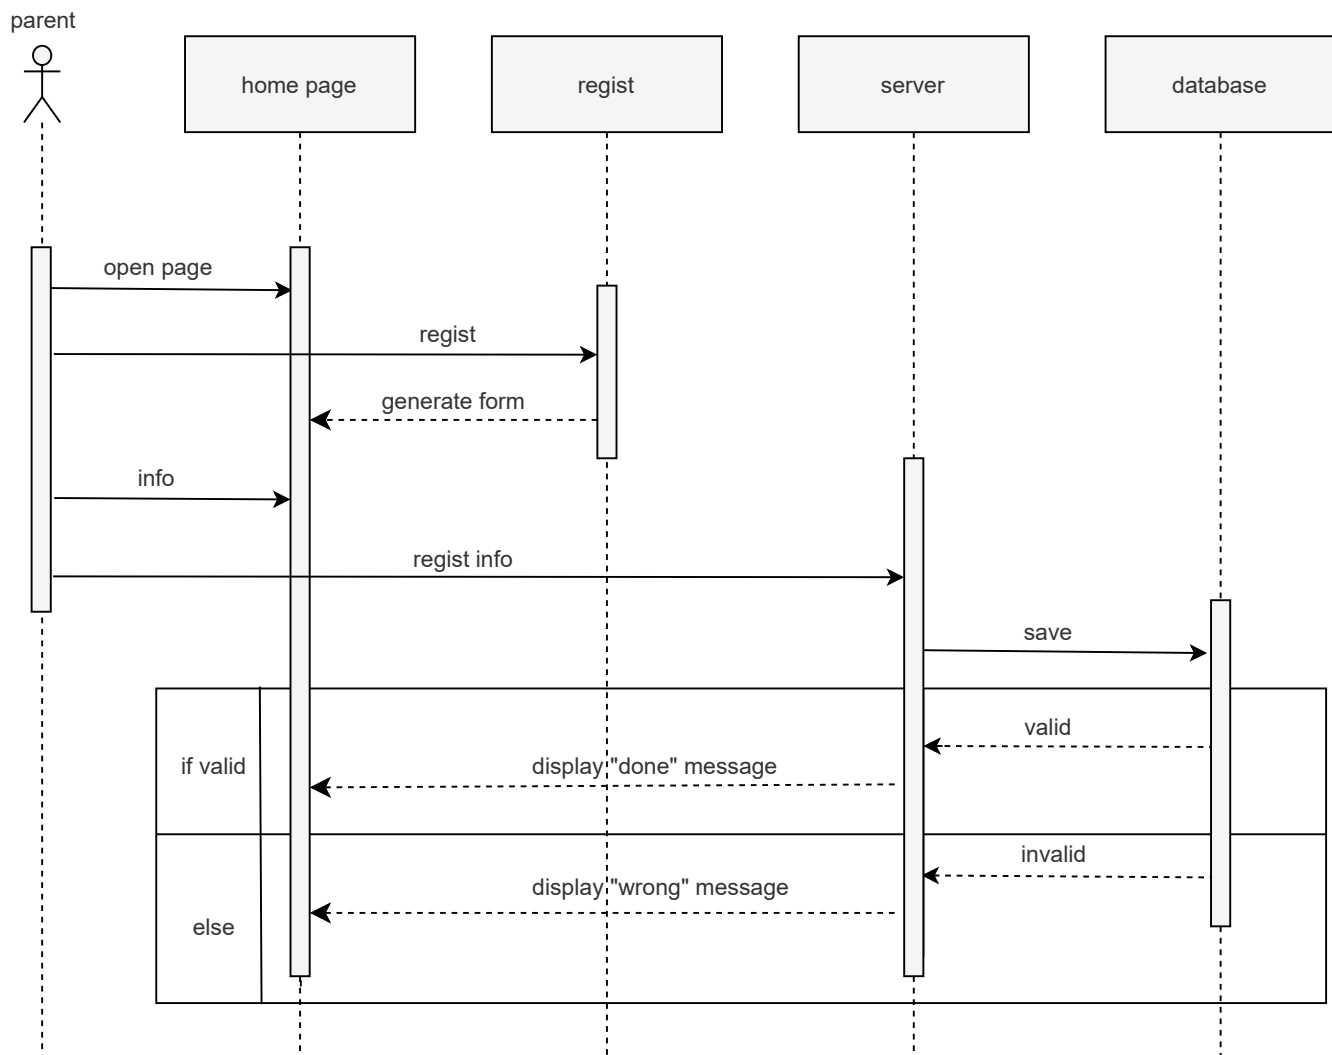 parent
home page
regist
server
database
open page
regist
generate form
info
regist info
save
valid
if valid
display "done" message
invalid
display "wrong" message
else